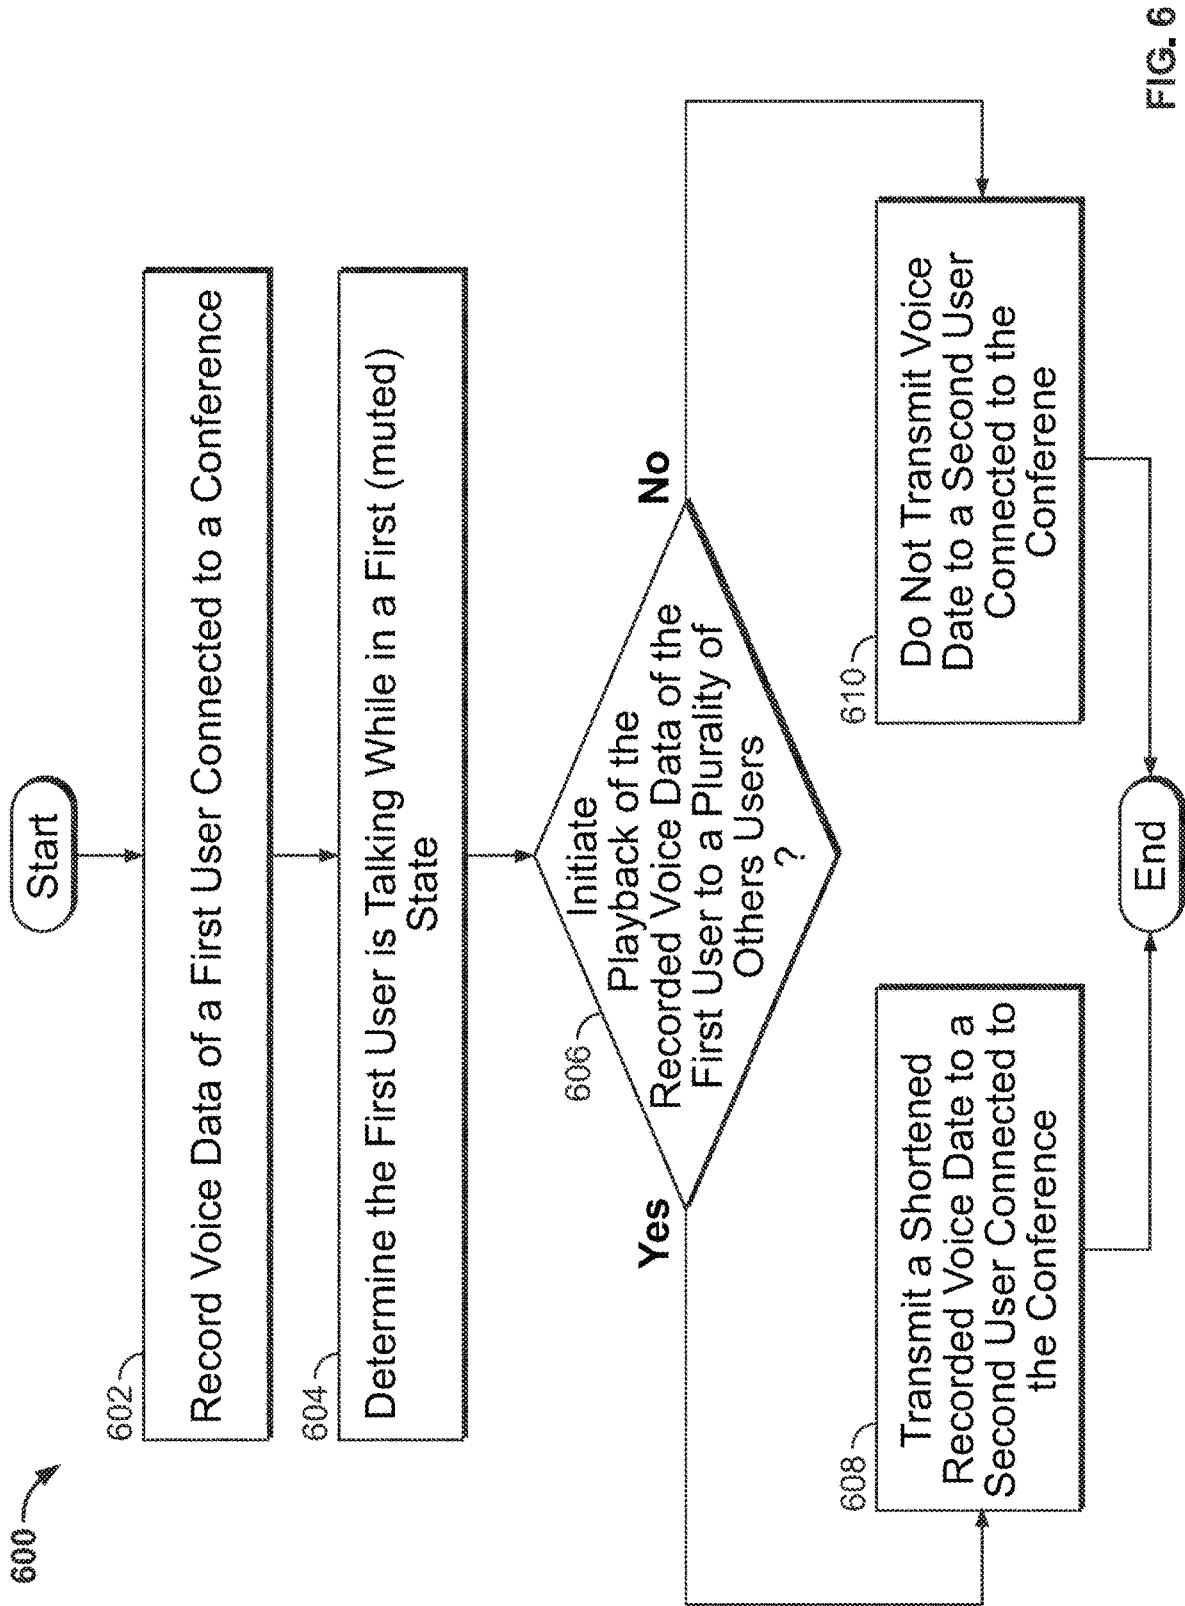 600
Start
602
Record Voice Data of a First User Connected to a Conference
604
Determine the First User is Talking While in a First (muted)
State
606
Initiate
Playback of the
Recorded Voice Data of the
First User to a Plurality of
Others Users
?
Yes
No
608
Transmit a Shortened
Recorded Voice Date to a
Second User Connected to
the Conference
610
Do Not Transmit Voice
Date to a Second User
Connected to the
Conferene
End
FIG. 6